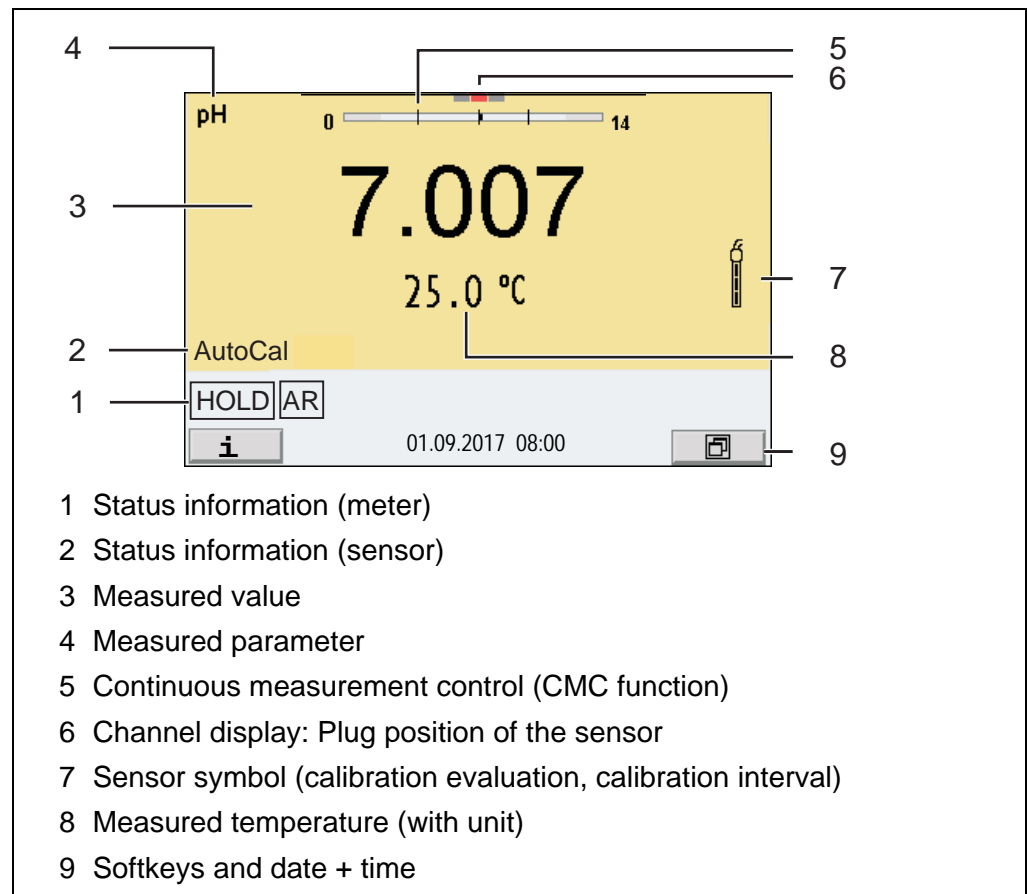 4 5
6
pH 0 14
3 7.007
25.0 °C 7
2 AutoCal 8
1 HOLD AR
i 01.09.2017 08:00 9
1 Status information (meter)
2 Status information (sensor)
3 Measured value
4 Measured parameter
5 Continuous measurement control (CMC function)
6 Channel display: Plug position of the sensor
7 Sensor symbol (calibration evaluation, calibration interval)
8 Measured temperature (with unit)
9 Softkeys and date + time